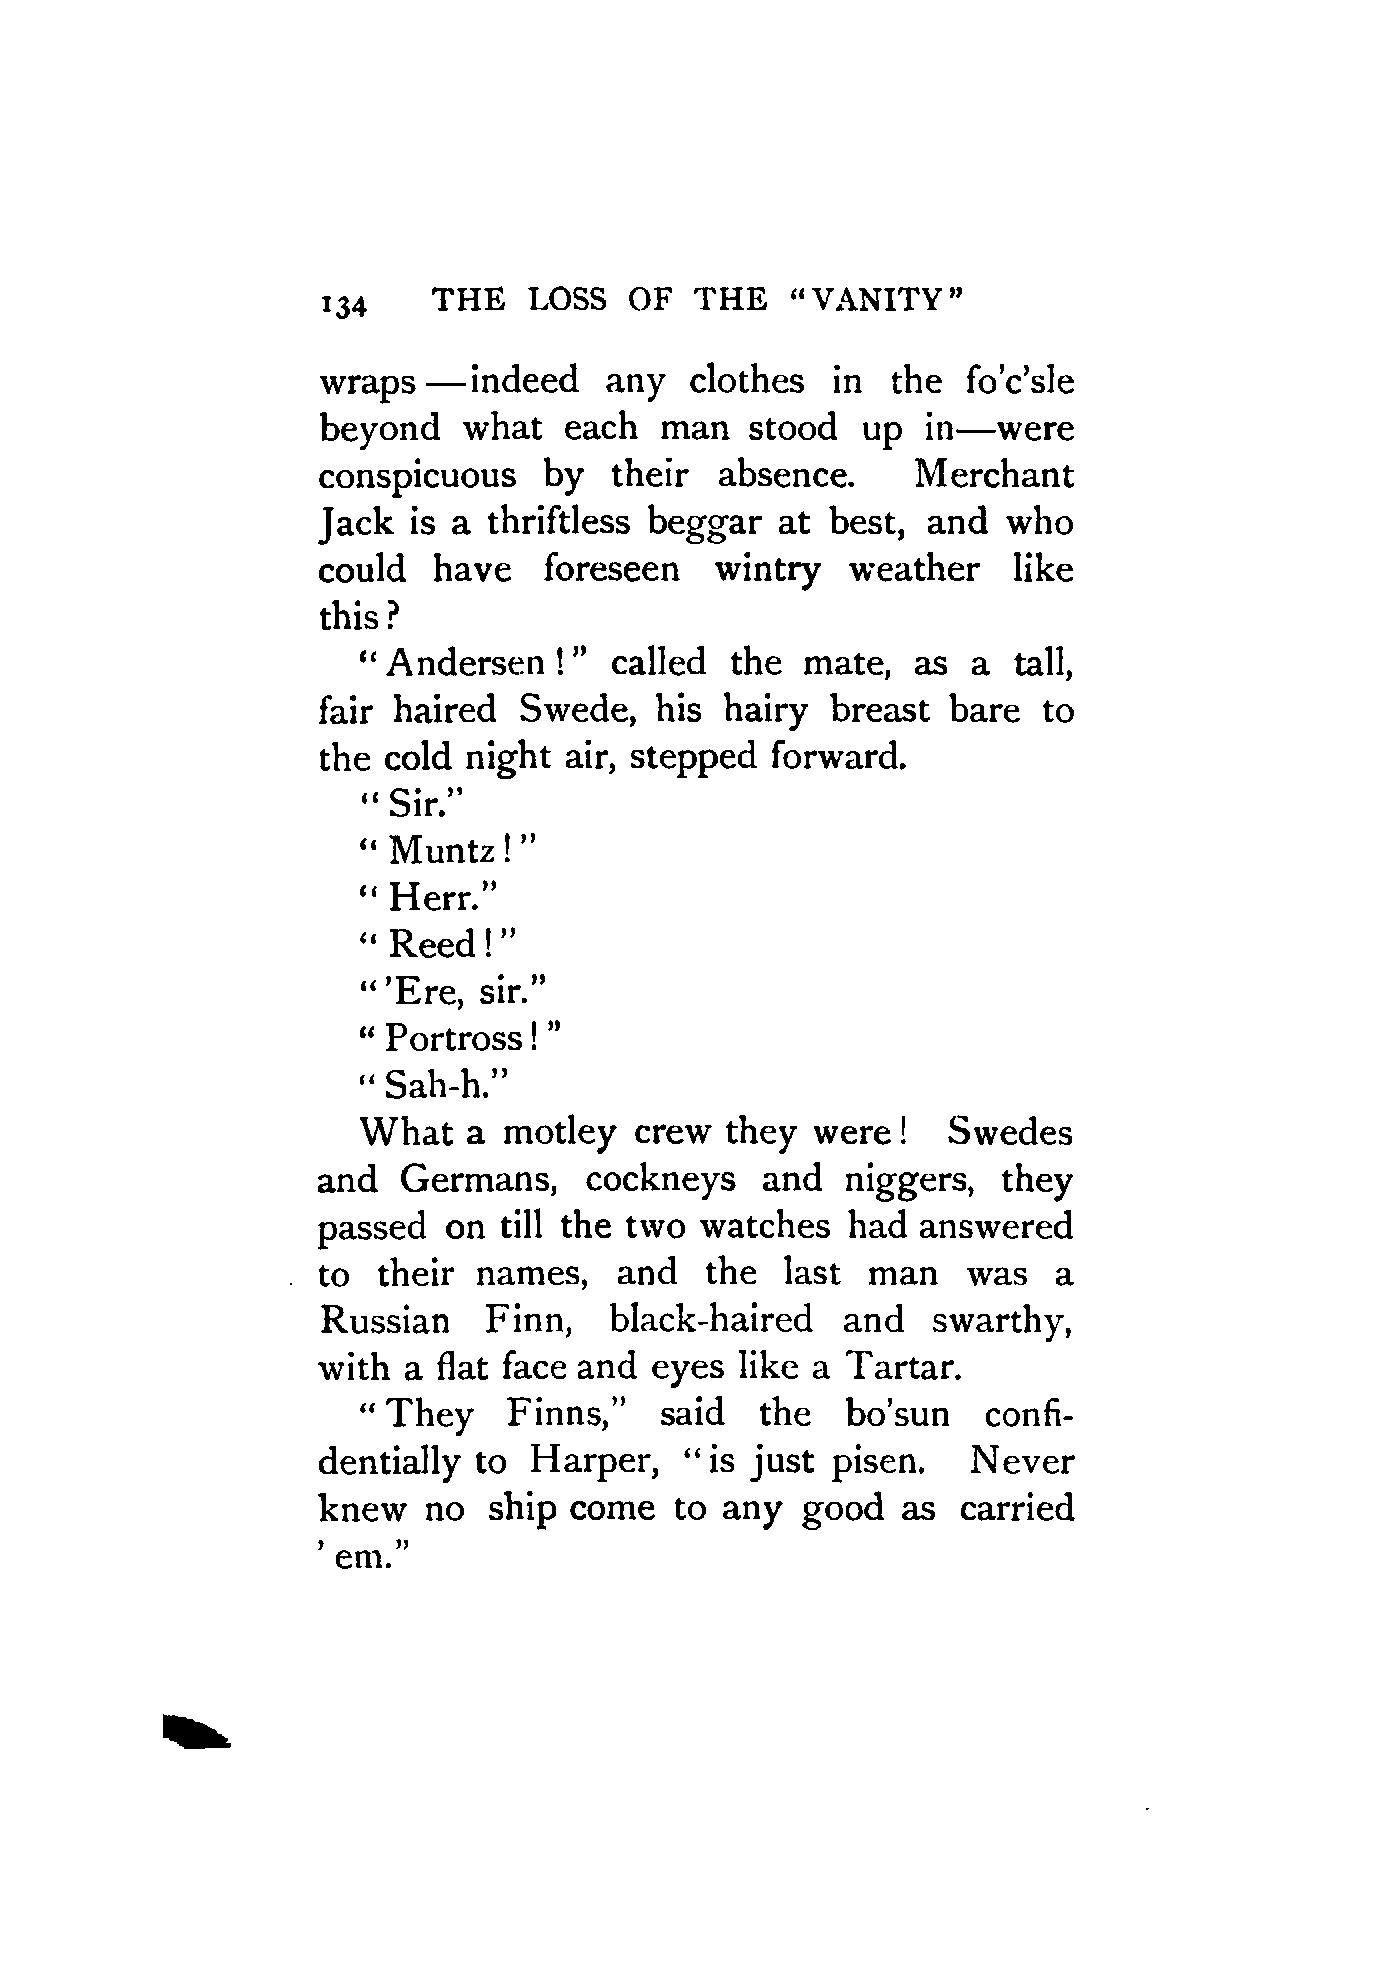 134 THE LOSS OF THE "VANITY"
wraps—indeed any clothes in the fo'c'sle
beyond what each man stood up in—were
conspicuous by their absence. Merchant
Jack is a thriftless beggar at best, and who
could have foreseen wintry weather like
this?
"Andersen!" called the mate, as a tall,
fair haired Swede, his hairy breast bare to
the cold night air, stepped forward.
"Sir."
"Muntz!"
"Herr."
"Reed!"
"'Ere, sir."
"Portross!"
"Sah-h."
What a motley crew they were! Swedes
and Germans, cockneys and niggers, they
passed on till the two watches had answered
to their names, and the last man was a
Russian Finn, black-haired and swarthy,
with a flat face and eyes like a Tartar.
"They Finns," said the bo'sun confi-
dentially to Harper, "is just pisen. Never
knew no ship come to any good as carried
'em."